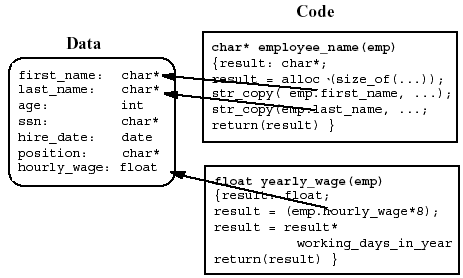 Code
Data
first_name: char*
last_name: char*
age: int
ssn: char*
hire_date: date
position: char*
hourly_wage: float
char* employee_name(emp)
{result: char*;
result = alloc (size_of(...));
str_copy( emp.first_name, ...);
str_copy(emp.last_name, ...;
return(result) }
float yearly_wage(emp)
{result: float;
result = (emp.hourly_wage*8);
result = result*
working_days_in_year
return(result) }